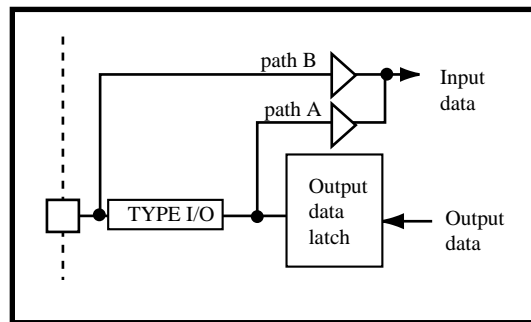 path B
Input
data
path A
TYPE I/O
Output
data
latch
Output
data